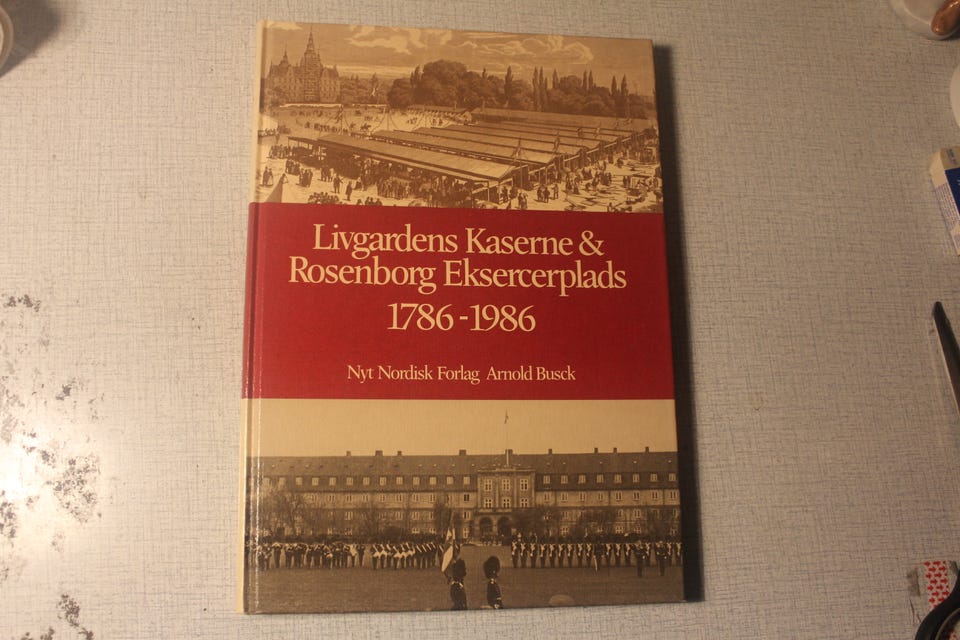 Livgardens Kaserne &
Rosenborg Eksercerplads
1786-1986
Nyt Nordisk Forlag Arnold Busck